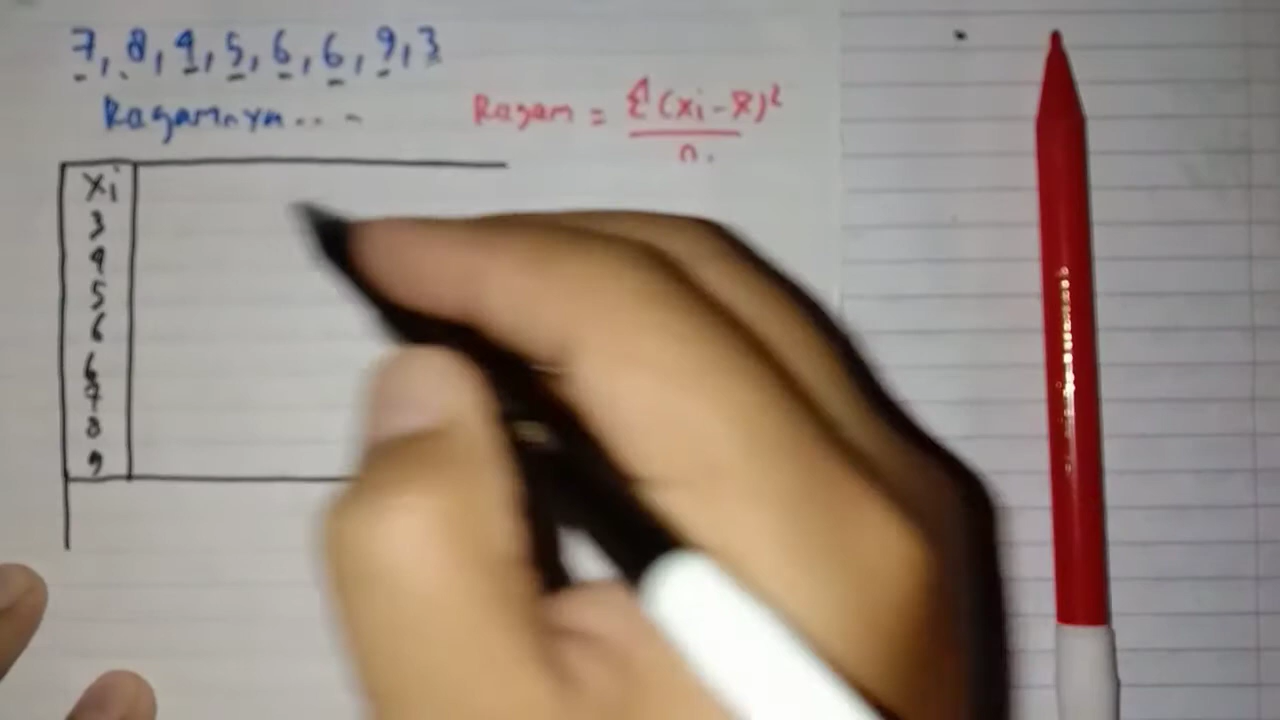 7, 8, 4, 5, 6, 6, 9, 3
Ragamnya...-
Ragam = Σ(xi-x̄)²
n.
xi
3
4
5
6
6
7
8
9